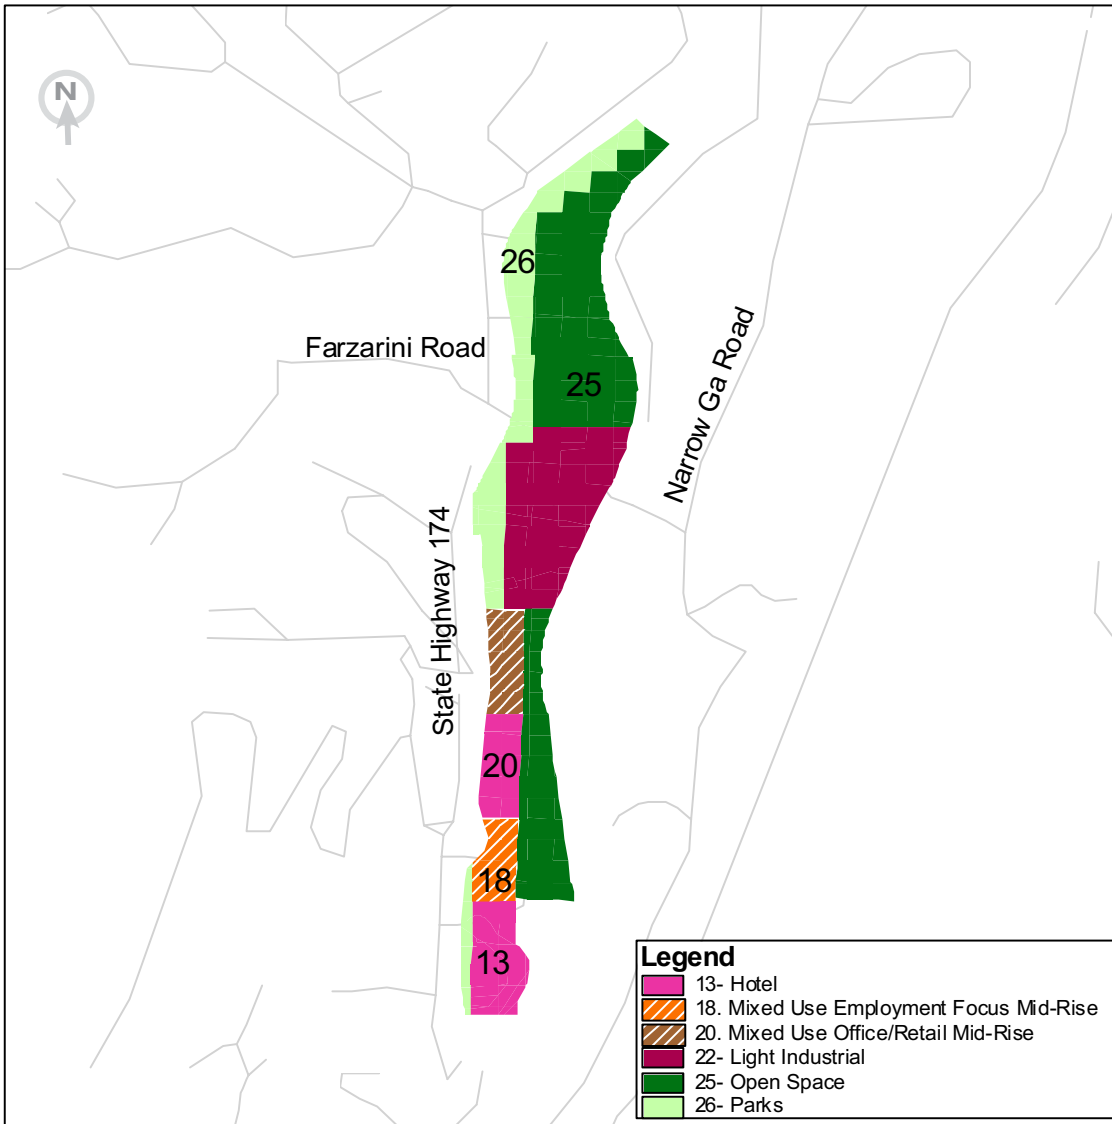 N
26
Farzarini Road
25
Narrow Ga Road
State Highway 174
20
18
13
Legend
13- Hotel
18. Mixed Use Employment Focus Mid-Rise
20. Mixed Use Office/Retail Mid-Rise
22- Light Industrial
25- Open Space
26- Parks